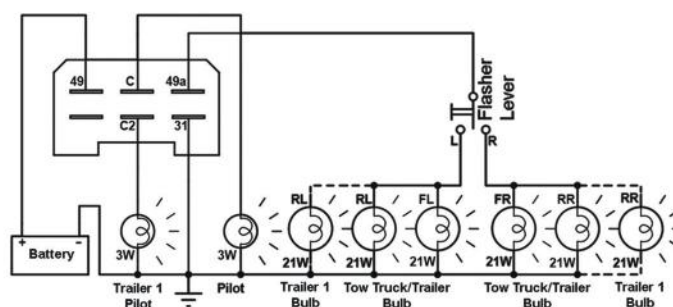 49 C 49a
C2 31
Flasher
Lever
L R
RL RL FL FR RR RR
+ -
Battery
3W 3W 21W 21W 21W 21W 21W 21W
Trailer 1
Pilot
Pilot
Trailer 1
Bulb
Tow Truck/Trailer
Bulb
Tow Truck/Trailer
Bulb
Trailer 1
Bulb